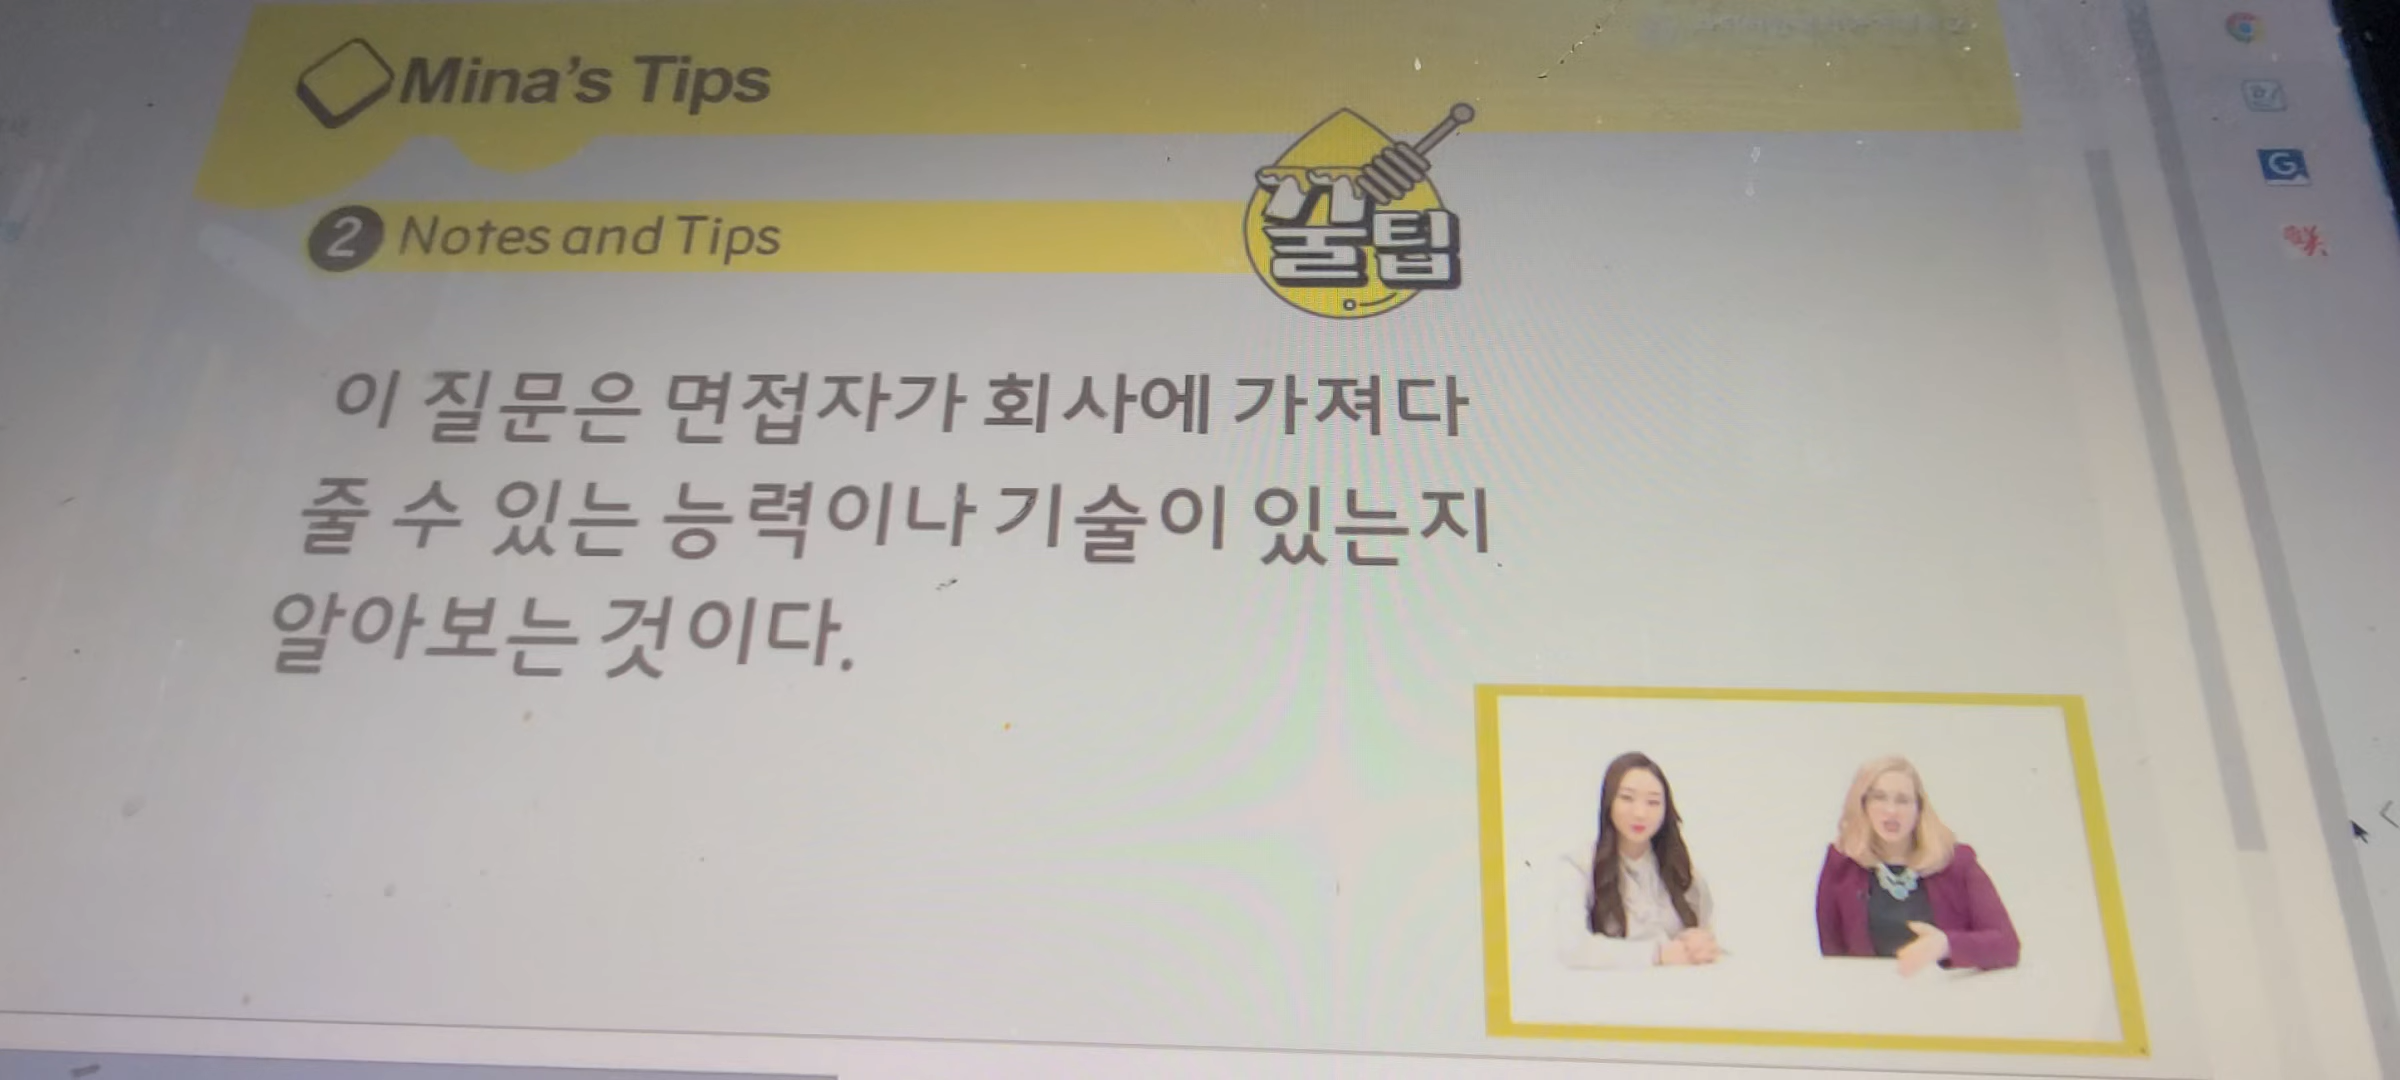 Mina's Tips
2 Notes and Tips
꿀팁
이 질문은 면접자가 회사에 가져다
줄 수 있는 능력이나 기술이 있는지
알아보는 것이다.
G